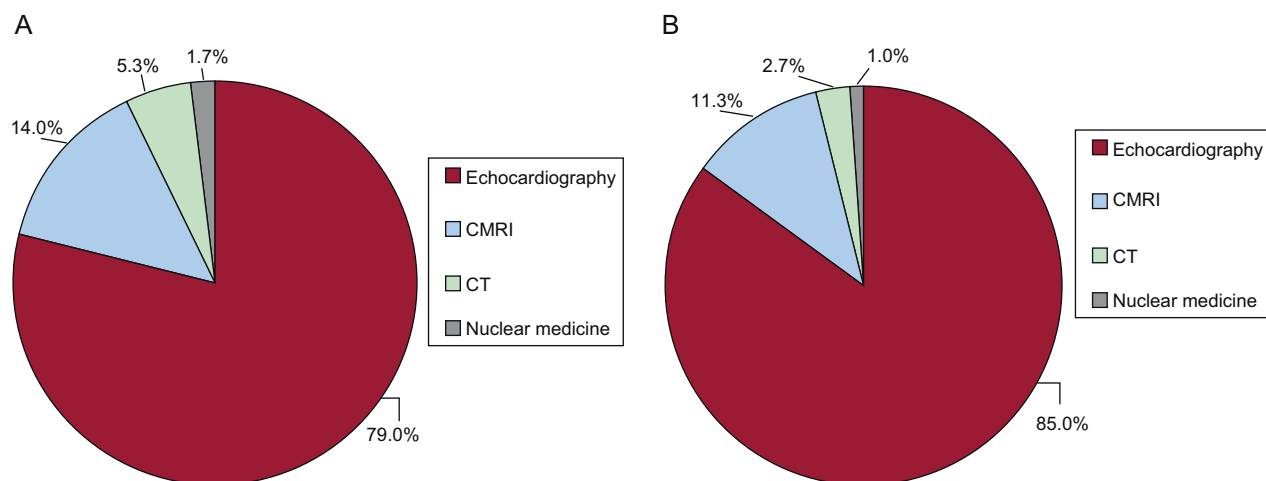 A
1.7%
5.3%
14.0%
Echocardiography
CMRI
CT
Nuclear medicine
79.0%
B
1.0%
2.7%
11.3%
Echocardiography
CMRI
CT
Nuclear medicine
85.0%